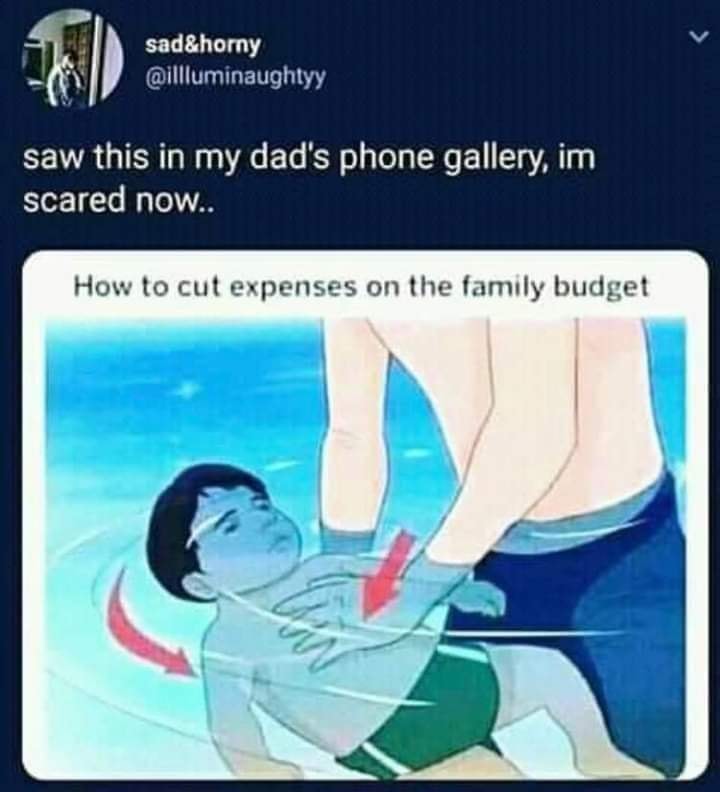 sad&horny
@illluminaughtyy
saw this in my dad's phone gallery, im
scared now..
How to cut expenses on the family budget